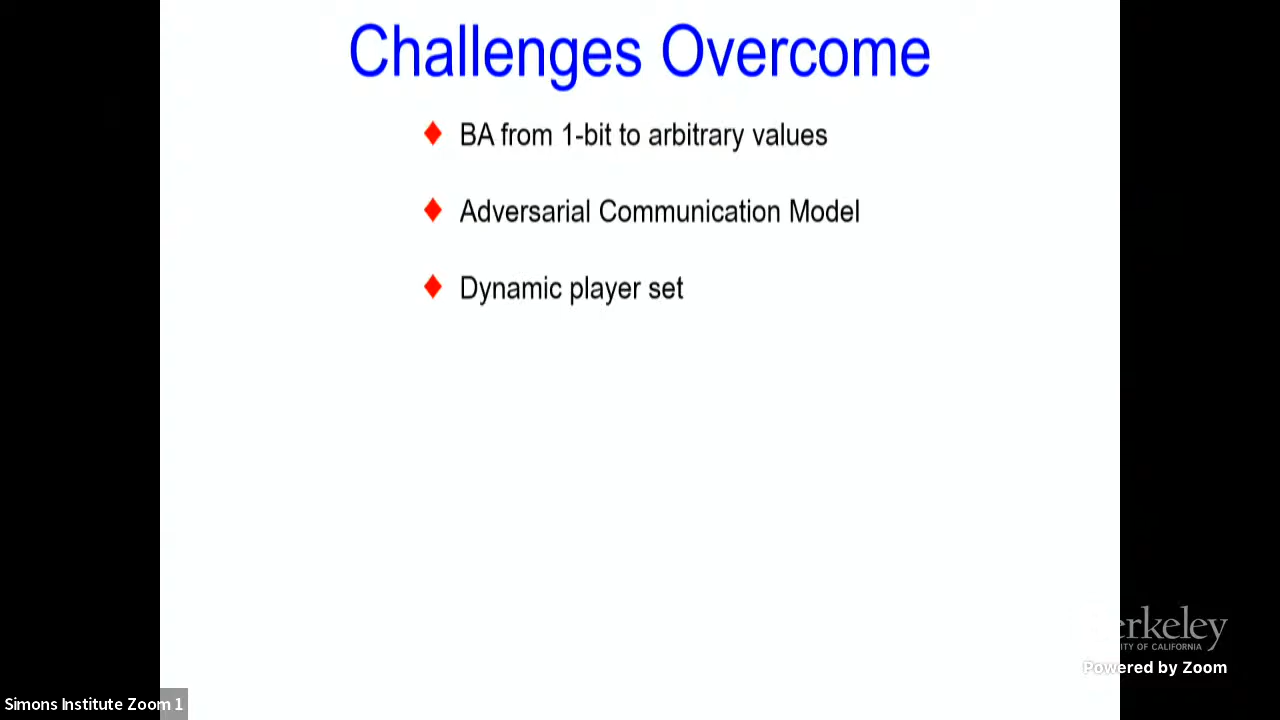 Challenges Overcome
BA from 1-bit to arbitrary values
Adversarial Communication Model
Dynamic player set
CALIFORNIA
Powered by Zoom
Simons Institute Zoom 1